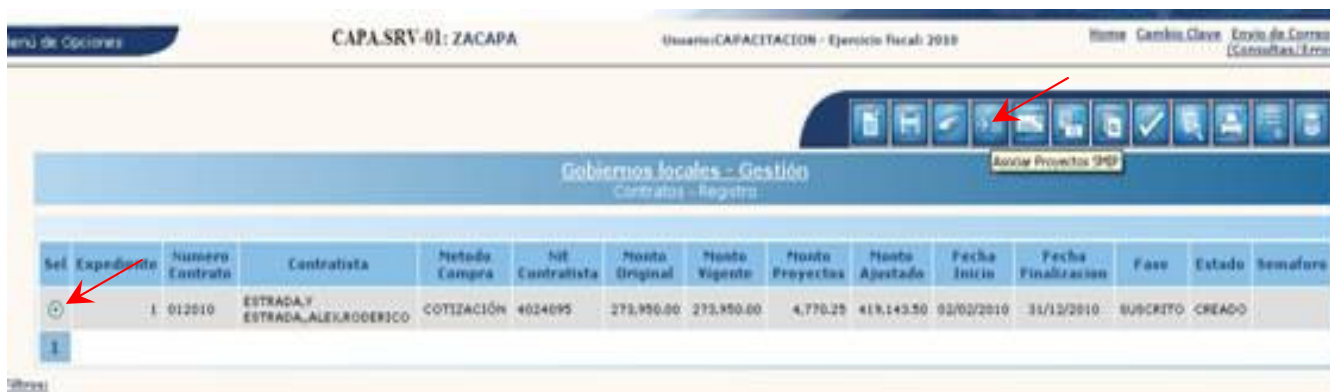 Menú de Opciones
CAPA.SRV-01: ZACAPA
Usuario:CAPACITACION - Ejercicio fiscal: 2010
Home Cambio Clave Envio de Correo
(Consultas/Erro
Asociar Proyectos SNIP
Gobiernos locales - Gestión
Contratos - Registro
Sel Expediente Numero Contrato Contratista Metodo Compra Nit Contratista Monto Original Monto Vigente Monto Proyectos Monto Ajustado Fecha Inicio Fecha Finalizacion Fase Estado Semaforo
1 012010 ESTRADA,Y ESTRADA,,ALEX,RODERICO COTIZACIÓN 4024095 273,950.00 273,950.00 4,770.25 419,143.50 02/02/2010 31/12/2010 SUSCRITO CREADO
1
Filtros: